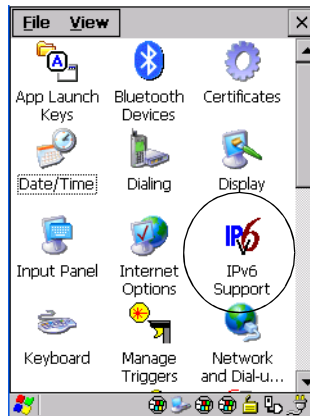 File View
App Launch Keys
Bluetooth Devices
Certificates
Date/Time
Dialing
Display
Input Panel
Internet Options
IPv6
IPv6 Support
Keyboard
Manage Triggers
Network and Dial-u...